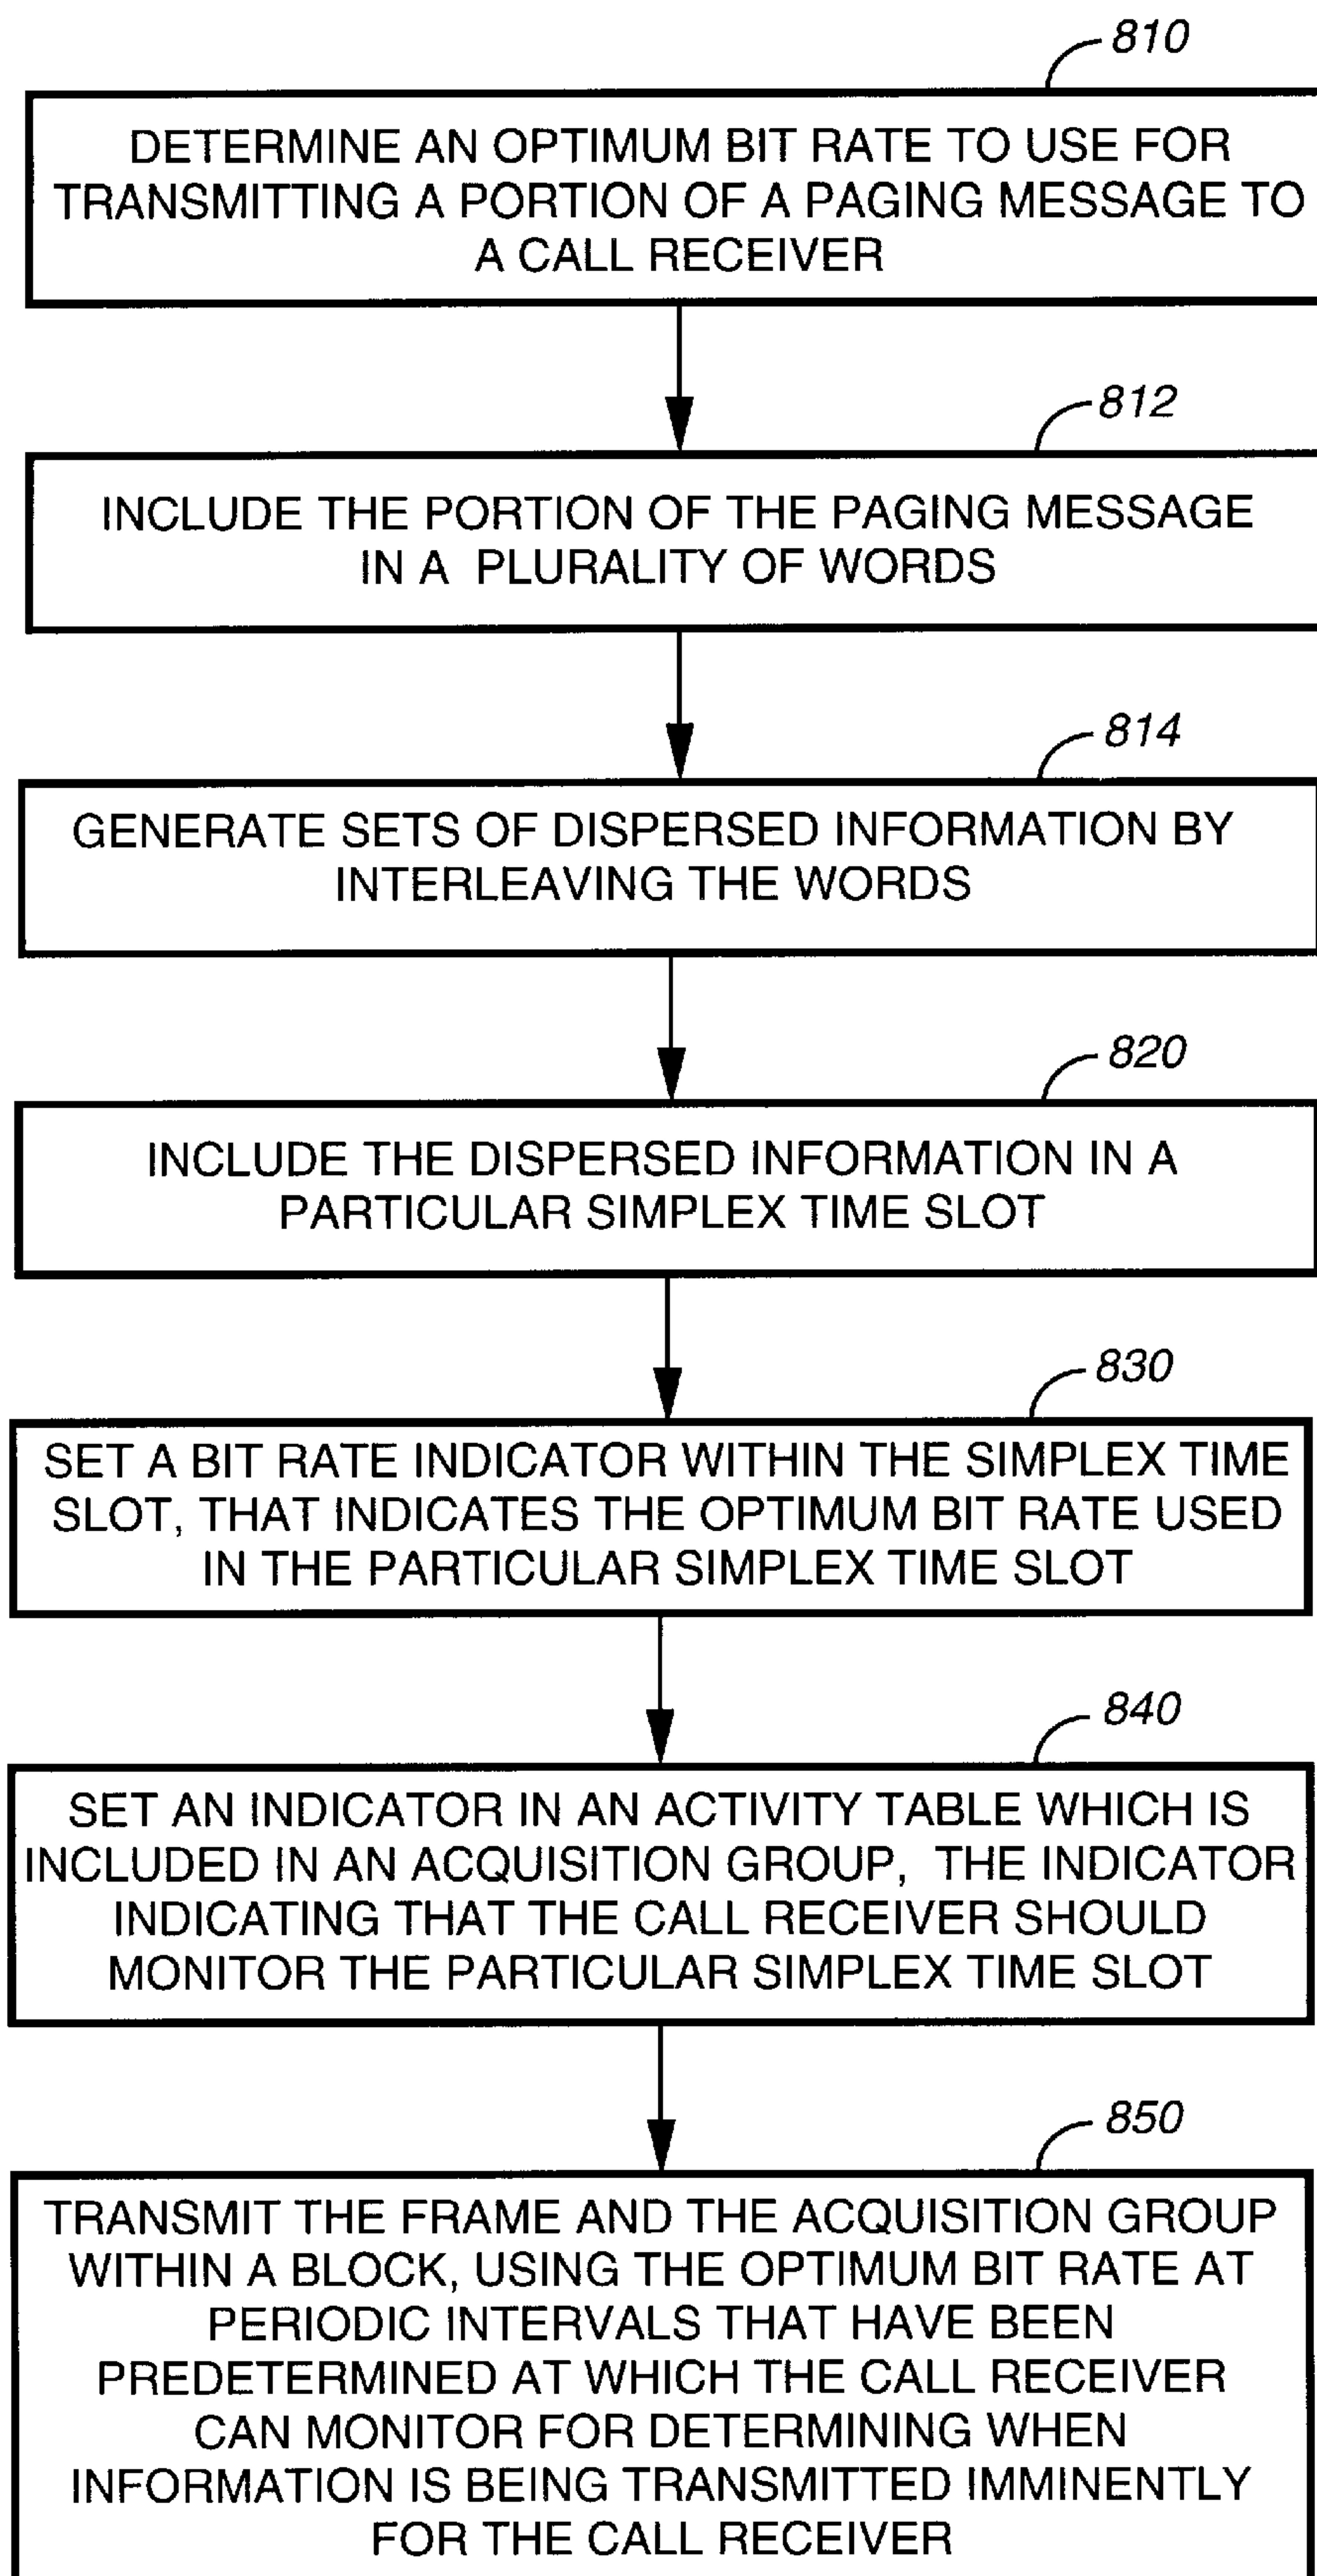 810
DETERMINE AN OPTIMUM BIT RATE TO USE FOR
TRANSMITTING A PORTION OF A PAGING MESSAGE TO
A CALL RECEIVER
812
INCLUDE THE PORTION OF THE PAGING MESSAGE
IN A PLURALITY OF WORDS
814
GENERATE SETS OF DISPERSED INFORMATION BY
INTERLEAVING THE WORDS
820
INCLUDE THE DISPERSED INFORMATION IN A
PARTICULAR SIMPLEX TIME SLOT
830
SET A BIT RATE INDICATOR WITHIN THE SIMPLEX TIME
SLOT, THAT INDICATES THE OPTIMUM BIT RATE USED
IN THE PARTICULAR SIMPLEX TIME SLOT
840
SET AN INDICATOR IN AN ACTIVITY TABLE WHICH IS
INCLUDED IN AN ACQUISITION GROUP, THE INDICATOR
INDICATING THAT THE CALL RECEIVER SHOULD
MONITOR THE PARTICULAR SIMPLEX TIME SLOT
850
TRANSMIT THE FRAME AND THE ACQUISITION GROUP
WITHIN A BLOCK, USING THE OPTIMUM BIT RATE AT
PERIODIC INTERVALS THAT HAVE BEEN
PREDETERMINED AT WHICH THE CALL RECEIVER
CAN MONITOR FOR DETERMINING WHEN
INFORMATION IS BEING TRANSMITTED IMMINENTLY
FOR THE CALL RECEIVER